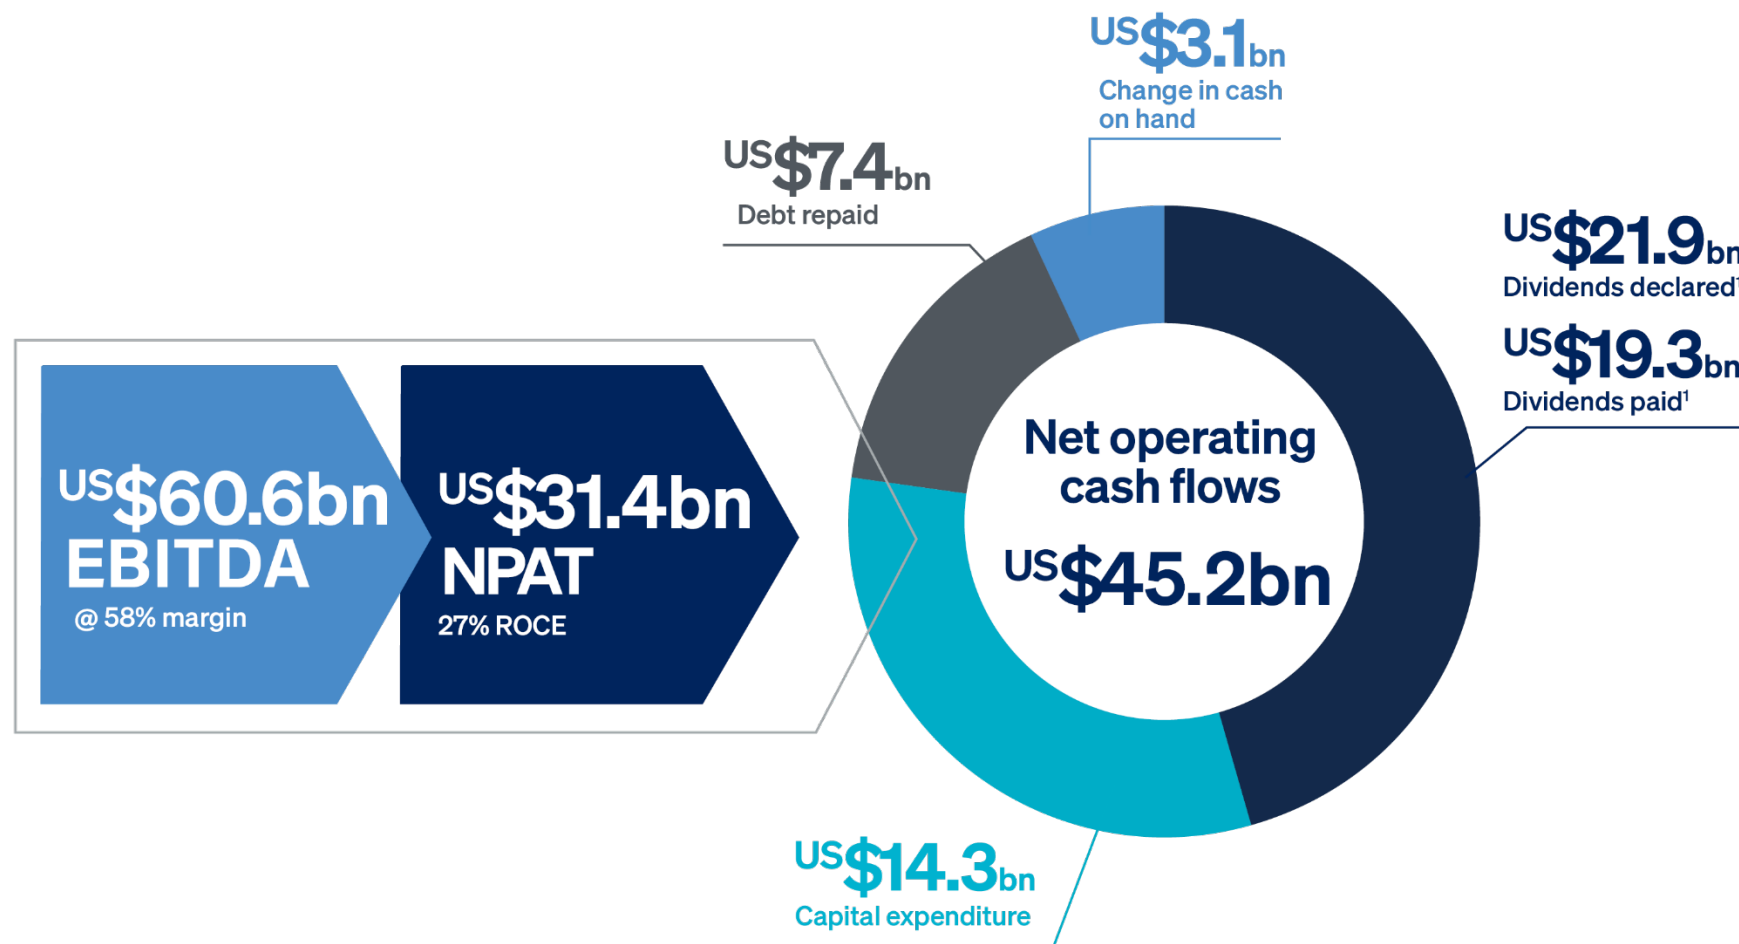 US$3.1bn
Change in cash
on hand
US$7.4bn
Debt repaid
US$21.9bn
Dividends declared¹
US$19.3bn
Dividends paid¹
US$60.6bn
EBITDA
@ 58% margin
US$31.4bn
NPAT
27% ROCE
Net operating
cash flows
US$45.2bn
US$14.3bn
Capital expenditure